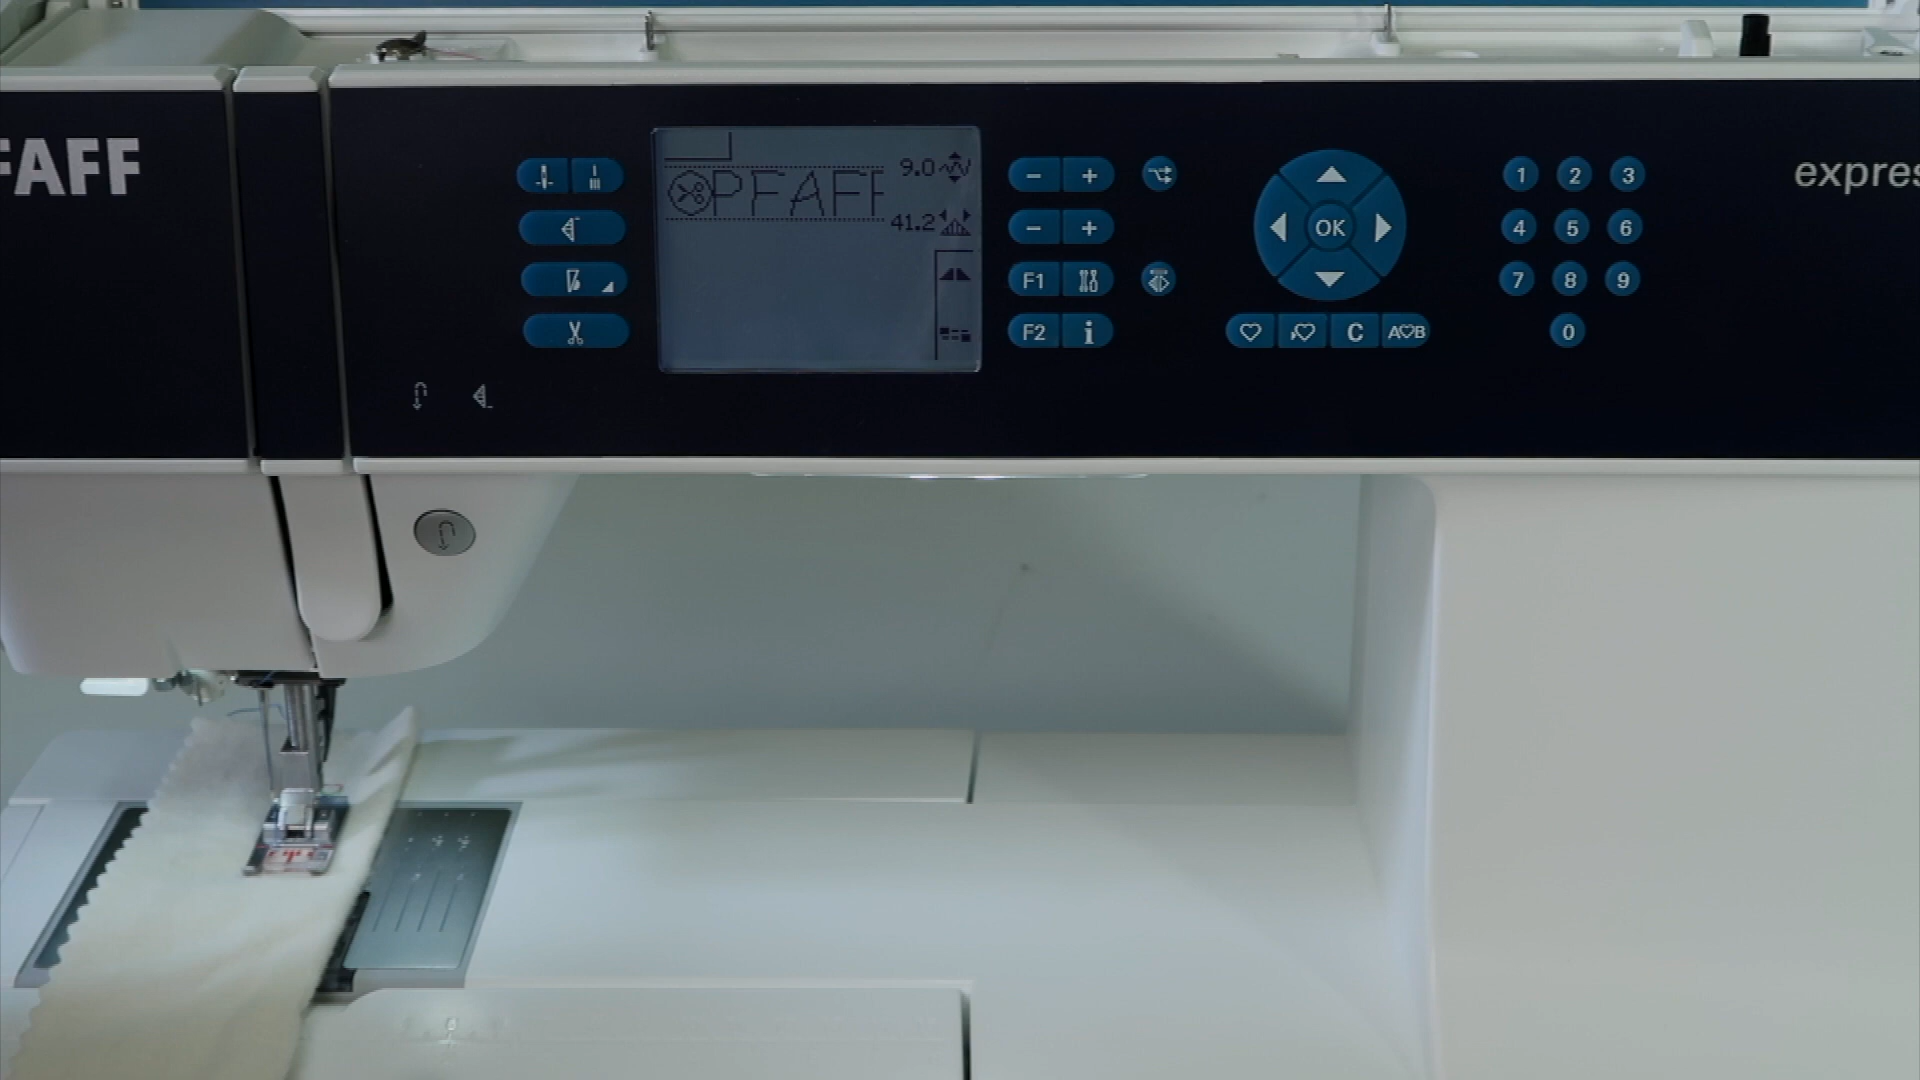 FAFF
9.0
PFAFF
41.2
- +
- +
F1
F2 i
OK
C A♡B
1 2 3
4 5 6
7 8 9
0
expres